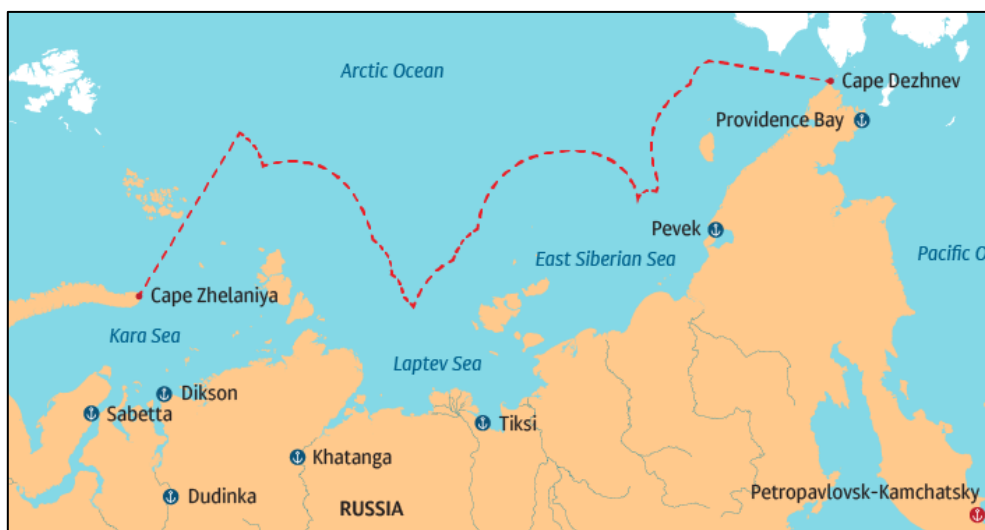 Arctic Ocean
Cape Dezhnev
Providence Bay
Pevek
East Siberian Sea
Pacific O
Cape Zhelaniya
Kara Sea
Laptev Sea
Dikson
Sabetta
Tiksi
Khatanga
Dudinka
Petropavlovsk-Kamchatsky
RUSSIA